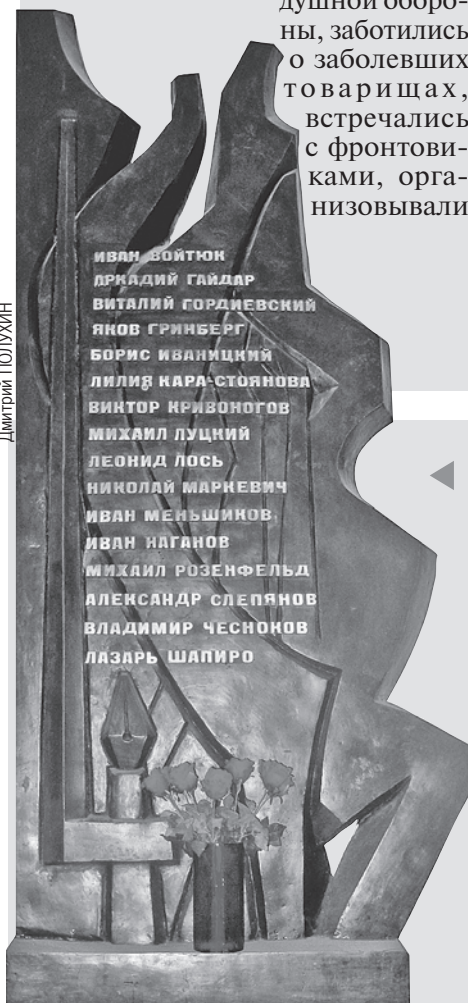 душной оборо-
ны, заботились
о заболевших
товарищах,
встречались
с фронтови-
ками, орга-
низовывали
Дмитрий ПОЛУХИН
ИВАН ВОЙТЮК
АРКАДИЙ ГАЙДАР
ВИТАЛИЙ ГОРДИЕВСКИЙ
ЯКОВ ГРИНБЕРГ
БОРИС ИВАНИЦКИЙ
ЛИЛИЯ КАРА-СТОЯНОВА
ВИКТОР КРИВОНОГОВ
МИХАИЛ ЛУЦКИЙ
ЛЕОНИД ЛОСЬ
НИКОЛАЙ МАРКЕВИЧ
ИВАН МЕНЬШИКОВ
ИВАН НАГАНОВ
МИХАИЛ РОЗЕНФЕЛЬД
АЛЕКСАНДР СЛЕПЯНОВ
ВЛАДИМИР ЧЕСНОКОВ
ЛАЗАРЬ ШАПИРО